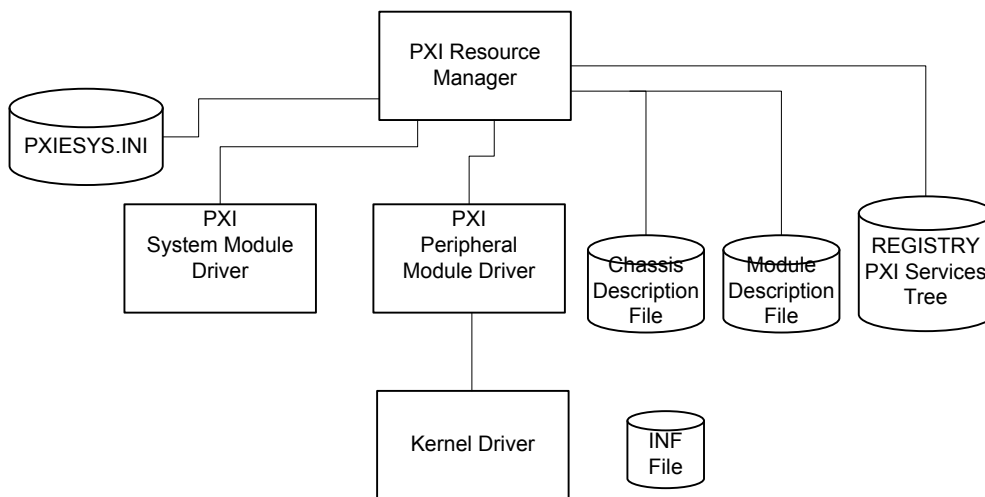 PXI Resource
Manager
PXIESYS.INI
PXI
System Module
Driver
PXI
Peripheral
Module Driver
Chassis
Description
File
Module
Description
File
REGISTRY
PXI Services
Tree
Kernel Driver
INF
File